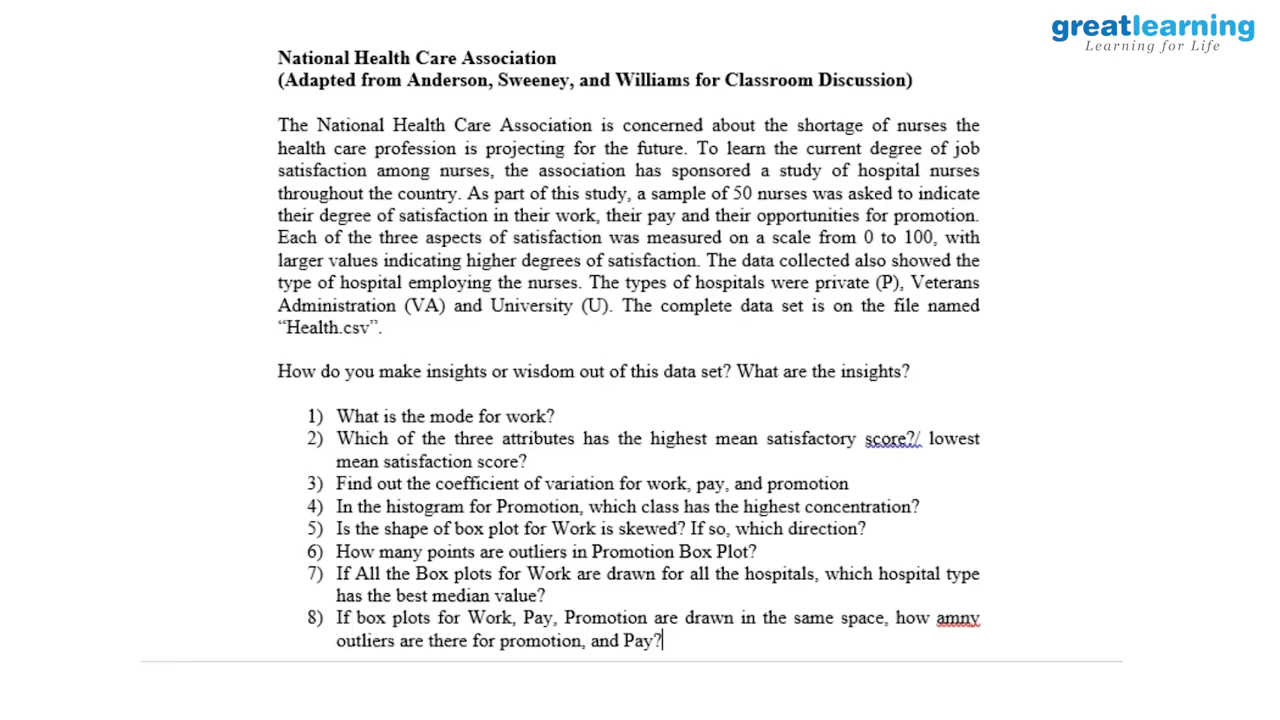 greatlearning
Learning for Life
National Health Care Association
(Adapted from Anderson, Sweeney, and Williams for Classroom Discussion)
The National Health Care Association is concerned about the shortage of nurses the
health care profession is projecting for the future. To learn the current degree of job
satisfaction among nurses, the association has sponsored a study of hospital nurses
throughout the country. As part of this study, a sample of 50 nurses was asked to indicate
their degree of satisfaction in their work, their pay and their opportunities for promotion.
Each of the three aspects of satisfaction was measured on a scale from 0 to 100, with
larger values indicating higher degrees of satisfaction. The data collected also showed the
type of hospital employing the nurses. The types of hospitals were private (P), Veterans
Administration (VA) and University (U). The complete data set is on the file named
“Health.csv”.
How do you make insights or wisdom out of this data set? What are the insights?
1) What is the mode for work?
2) Which of the three attributes has the highest mean satisfactory score?/ lowest
mean satisfaction score?
3) Find out the coefficient of variation for work, pay, and promotion
4) In the histogram for Promotion, which class has the highest concentration?
5) Is the shape of box plot for Work is skewed? If so, which direction?
6) How many points are outliers in Promotion Box Plot?
7) If All the Box plots for Work are drawn for all the hospitals, which hospital type
has the best median value?
8) If box plots for Work, Pay, Promotion are drawn in the same space, how amny
outliers are there for promotion, and Pay?